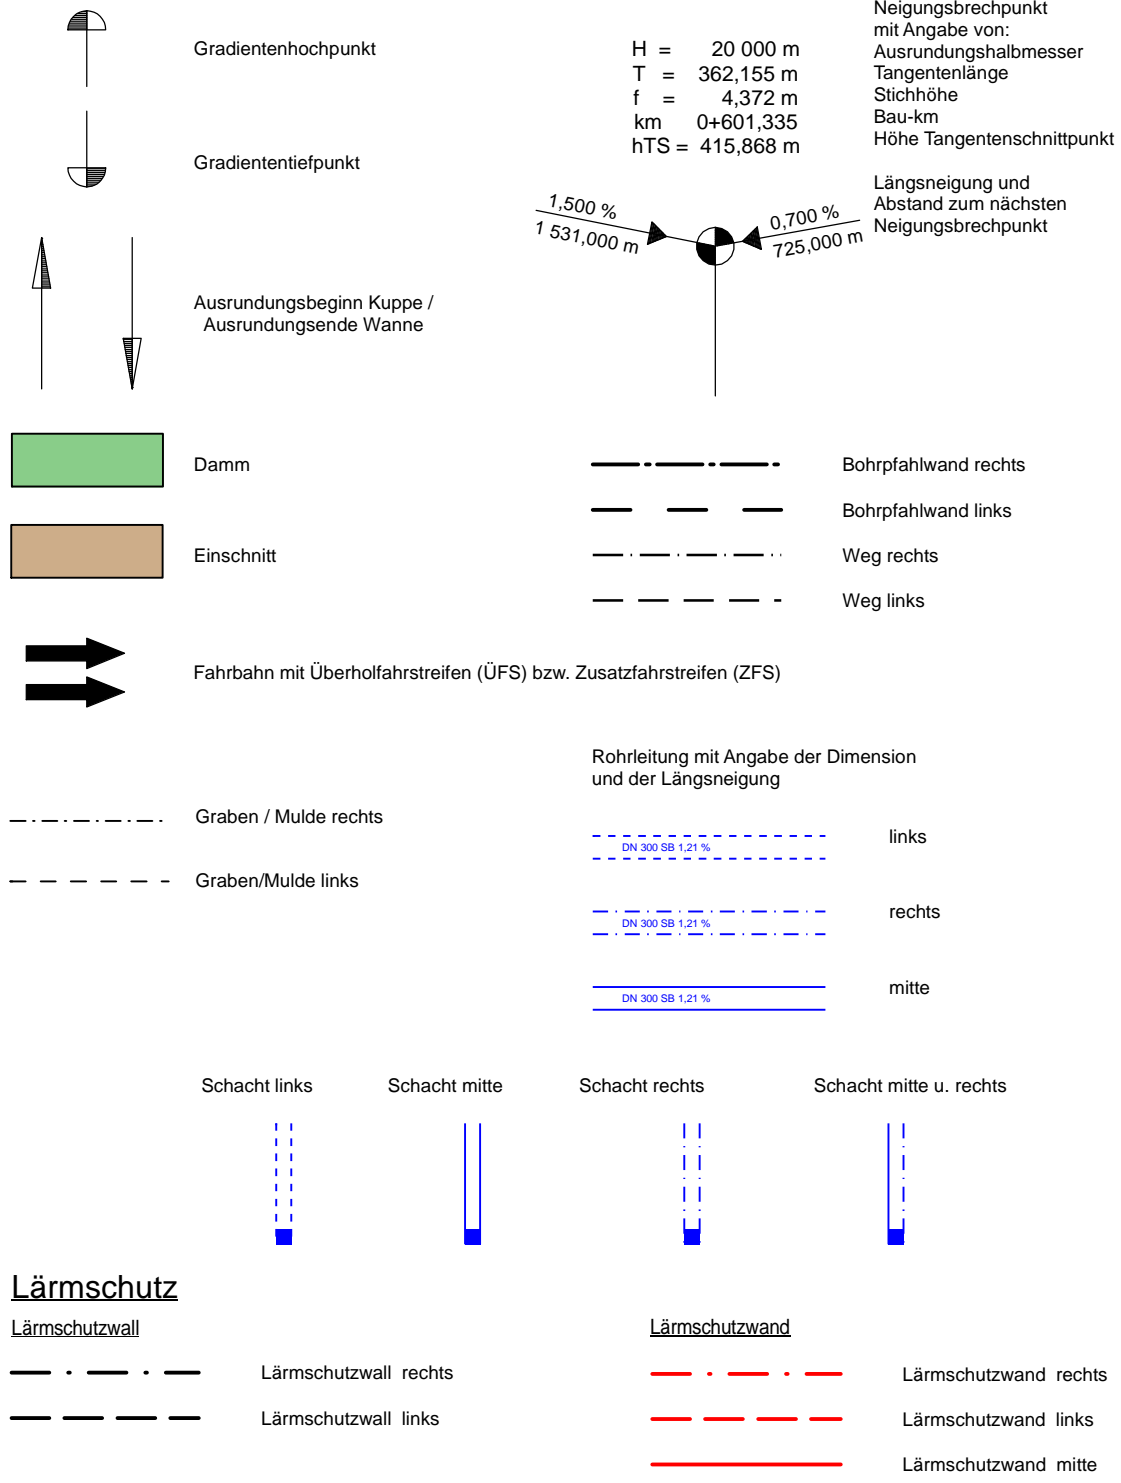 Gradientenhochpunkt
Gradiententiefpunkt
Ausrundungsbeginn Kuppe /
Ausrundungsende Wanne
H = 20 000 m
T = 362,155 m
f = 4,372 m
km 0+601,335
hTS = 415,868 m
Neigungsbrechpunkt
mit Angabe von:
Ausrundungshalbmesser
Tangentenlänge
Stichhöhe
Bau-km
Höhe Tangentenschnittpunkt
Längsneigung und
Abstand zum nächsten
Neigungsbrechpunkt
1,500 %
1 531,000 m
0,700 %
725,000 m
Damm
Einschnitt
Bohrpfahlwand rechts
Bohrpfahlwand links
Weg rechts
Weg links
Fahrbahn mit Überholfahrstreifen (ÜFS) bzw. Zusatzfahrstreifen (ZFS)
Graben / Mulde rechts
Graben/Mulde links
Rohrleitung mit Angabe der Dimension
und der Längsneigung
DN 300 SB 1,21 %
links
DN 300 SB 1,21 %
rechts
DN 300 SB 1,21 %
mitte
Schacht links
Schacht mitte
Schacht rechts
Schacht mitte u. rechts
Lärmschutz
Lärmschutzwall
Lärmschutzwall rechts
Lärmschutzwall links
Lärmschutzwand
Lärmschutzwand rechts
Lärmschutzwand links
Lärmschutzwand mitte